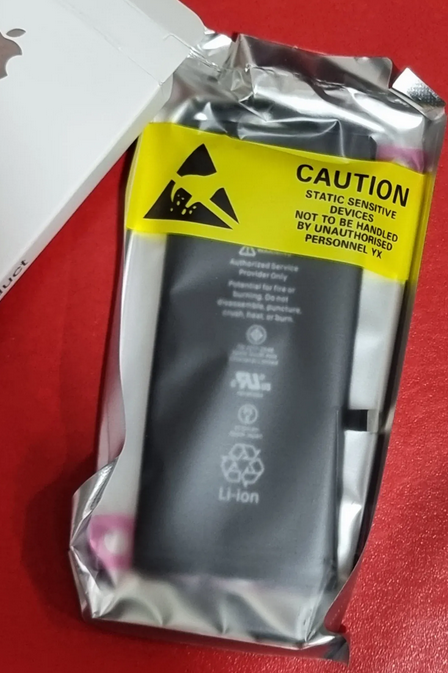 CAUTION
STATIC SENSITIVE
DEVICES
NOT TO BE HANDLED
BY UNAUTHORISED
PERSONNEL YX
Authorized Service
Provider Only
Potential for fire or
burning. Do not
disassemble, puncture,
crush, heat, or burn.
Li-ion
uct